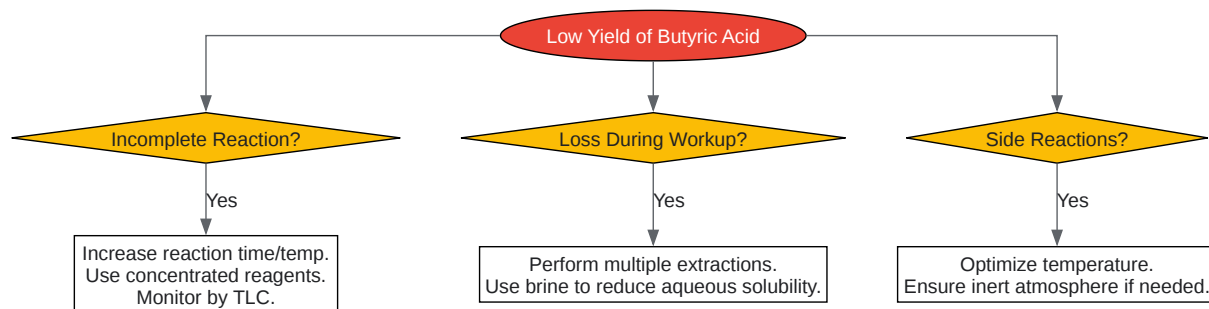 Low Yield of Butyric Acid
Incomplete Reaction?
Loss During Workup?
Side Reactions?
Yes
Yes
Yes
Increase reaction time/temp.
Use concentrated reagents.
Monitor by TLC.
Perform multiple extractions.
Use brine to reduce aqueous solubility.
Optimize temperature.
Ensure inert atmosphere if needed.